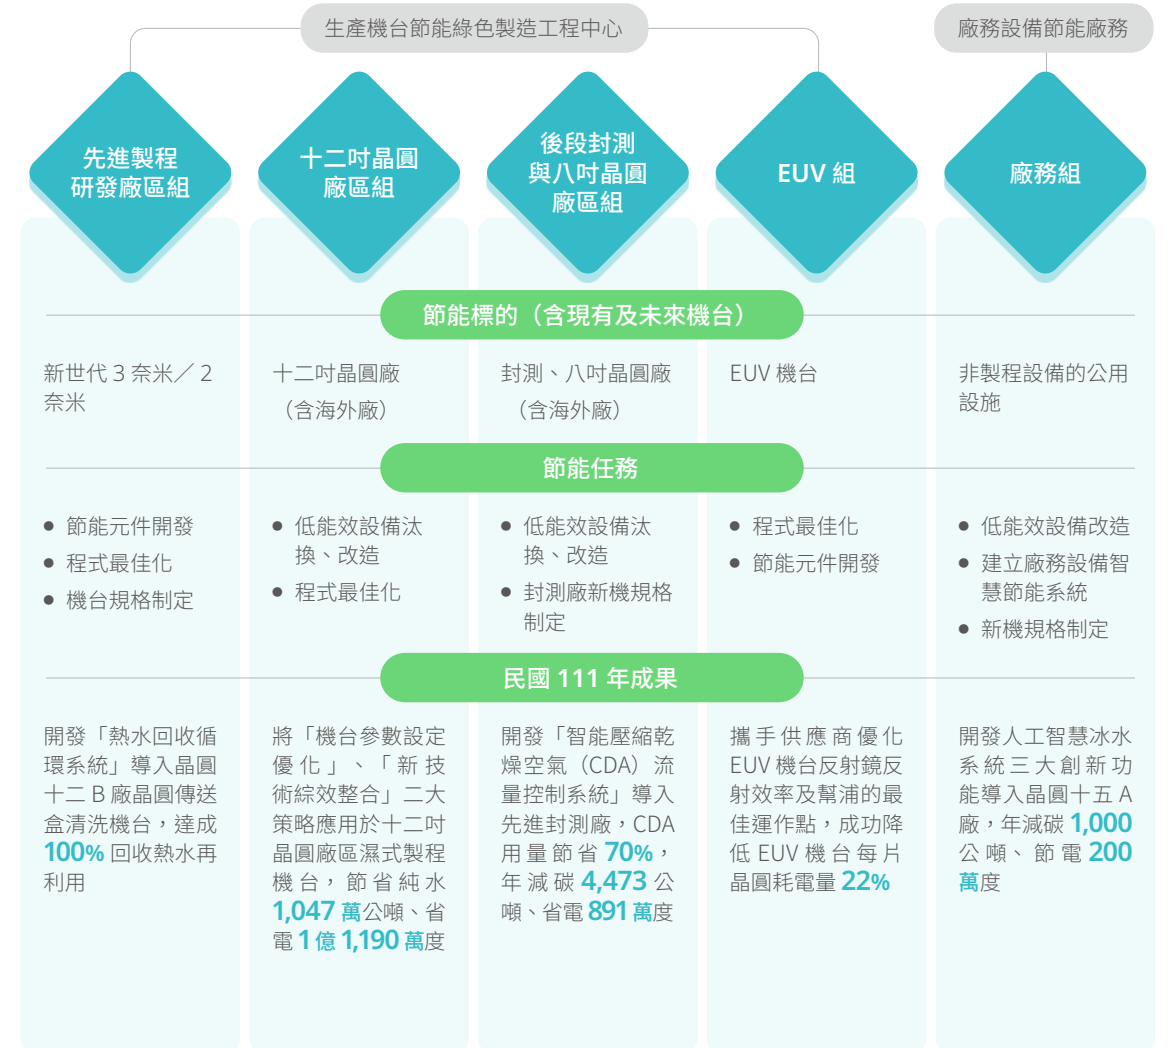 生產機台節能綠色製造工程中心
廠務設備節能廠務
先進製程
研發廠區組
十二吋晶圓
廠區組
後段封測
與八吋晶圓
廠區組
EUV 組
廠務組
節能標的（含現有及未來機台）
新世代 3 奈米／ 2
奈米
十二吋晶圓廠
（含海外廠）
封測、八吋晶圓廠
（含海外廠）
EUV 機台
非製程設備的公用
設施
節能任務
● 節能元件開發
● 程式最佳化
● 機台規格制定
● 低能效設備汰
換、改造
● 程式最佳化
● 低能效設備汰
換、改造
● 封測廠新機規格
制定
● 程式最佳化
● 節能元件開發
● 低能效設備改造
● 建立廠務設備智
慧節能系統
● 新機規格制定
民國 111 年成果
開發「熱水回收循
環系統」導入晶圓
十二 B 廠晶圓傳送
盒清洗機台，達成
100% 回收熱水再
利用
將「機台參數設定
優化」、「新技
術綜效整合」二大
策略應用於十二吋
晶圓廠區濕式製程
機台，節省純水
1,047 萬公噸、省
電 1 億 1,190 萬度
開發「智能壓縮乾
燥空氣（CDA）流
量控制系統」導入
先進封測廠，CDA
用量節省 70%，
年減碳 4,473 公
噸、省電 891 萬度
攜手供應商優化
EUV 機台反射鏡反
射效率及幫浦的最
佳運作點，成功降
低 EUV 機台每片
晶圓耗電量 22%
開發人工智慧冰水
系統三大創新功
能導入晶圓十五 A
廠，年減碳 1,000
公噸、節電 200
萬度